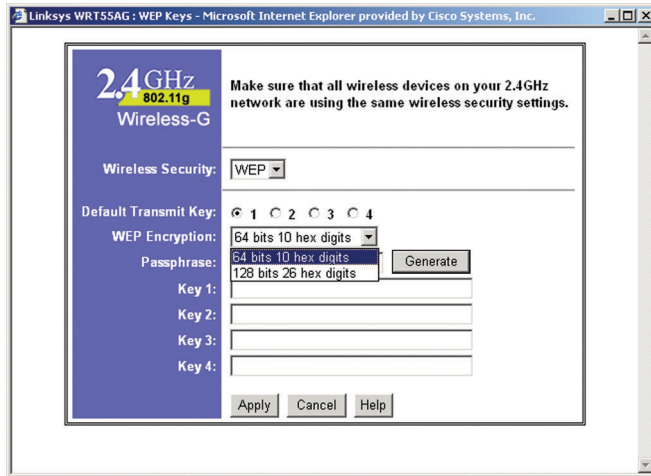 Linksys WRT55AG : WEP Keys - Microsoft Internet Explorer provided by Cisco Systems, Inc.
2.4GHz
802.11g
Wireless-G
Make sure that all wireless devices on your 2.4GHz
network are using the same wireless security settings.
Wireless Security: WEP
Default Transmit Key: 1 2 3 4
WEP Encryption: 64 bits 10 hex digits
64 bits 10 hex digits
128 bits 26 hex digits
Passphrase: Generate
Key 1:
Key 2:
Key 3:
Key 4:
Apply Cancel Help